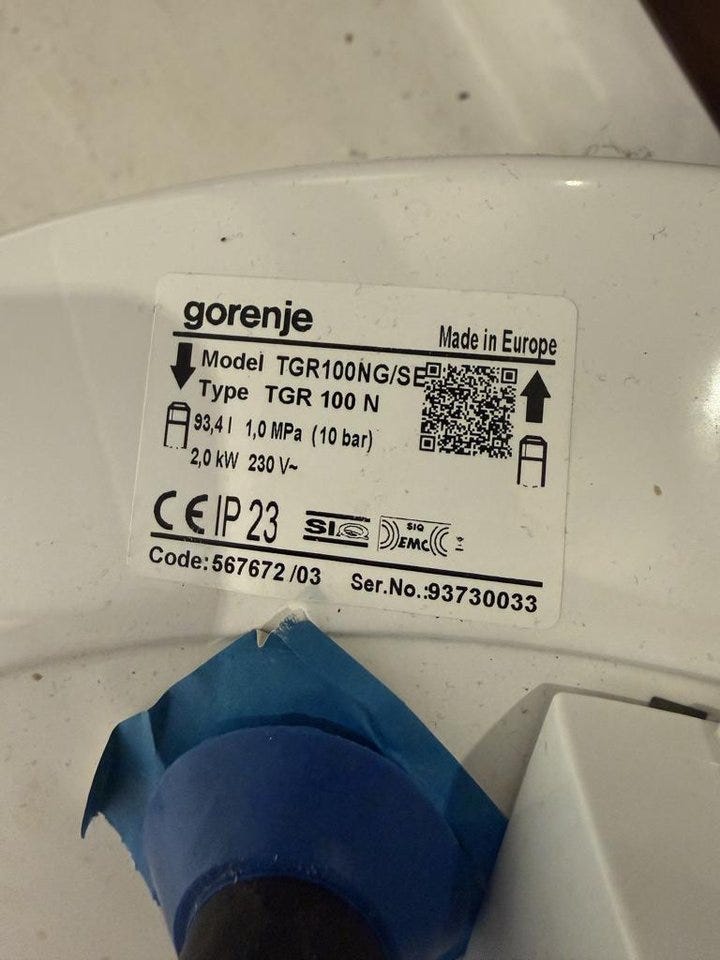 gorenje
Made in Europe
Model TGR100NG/SE
Type TGR 100 N
93,4 l 1,0 MPa (10 bar)
2,0 kW 230 V~
CE IP 23
SIQ
SIQ
EMC
Code: 567672 /03 Ser.No.:93730033